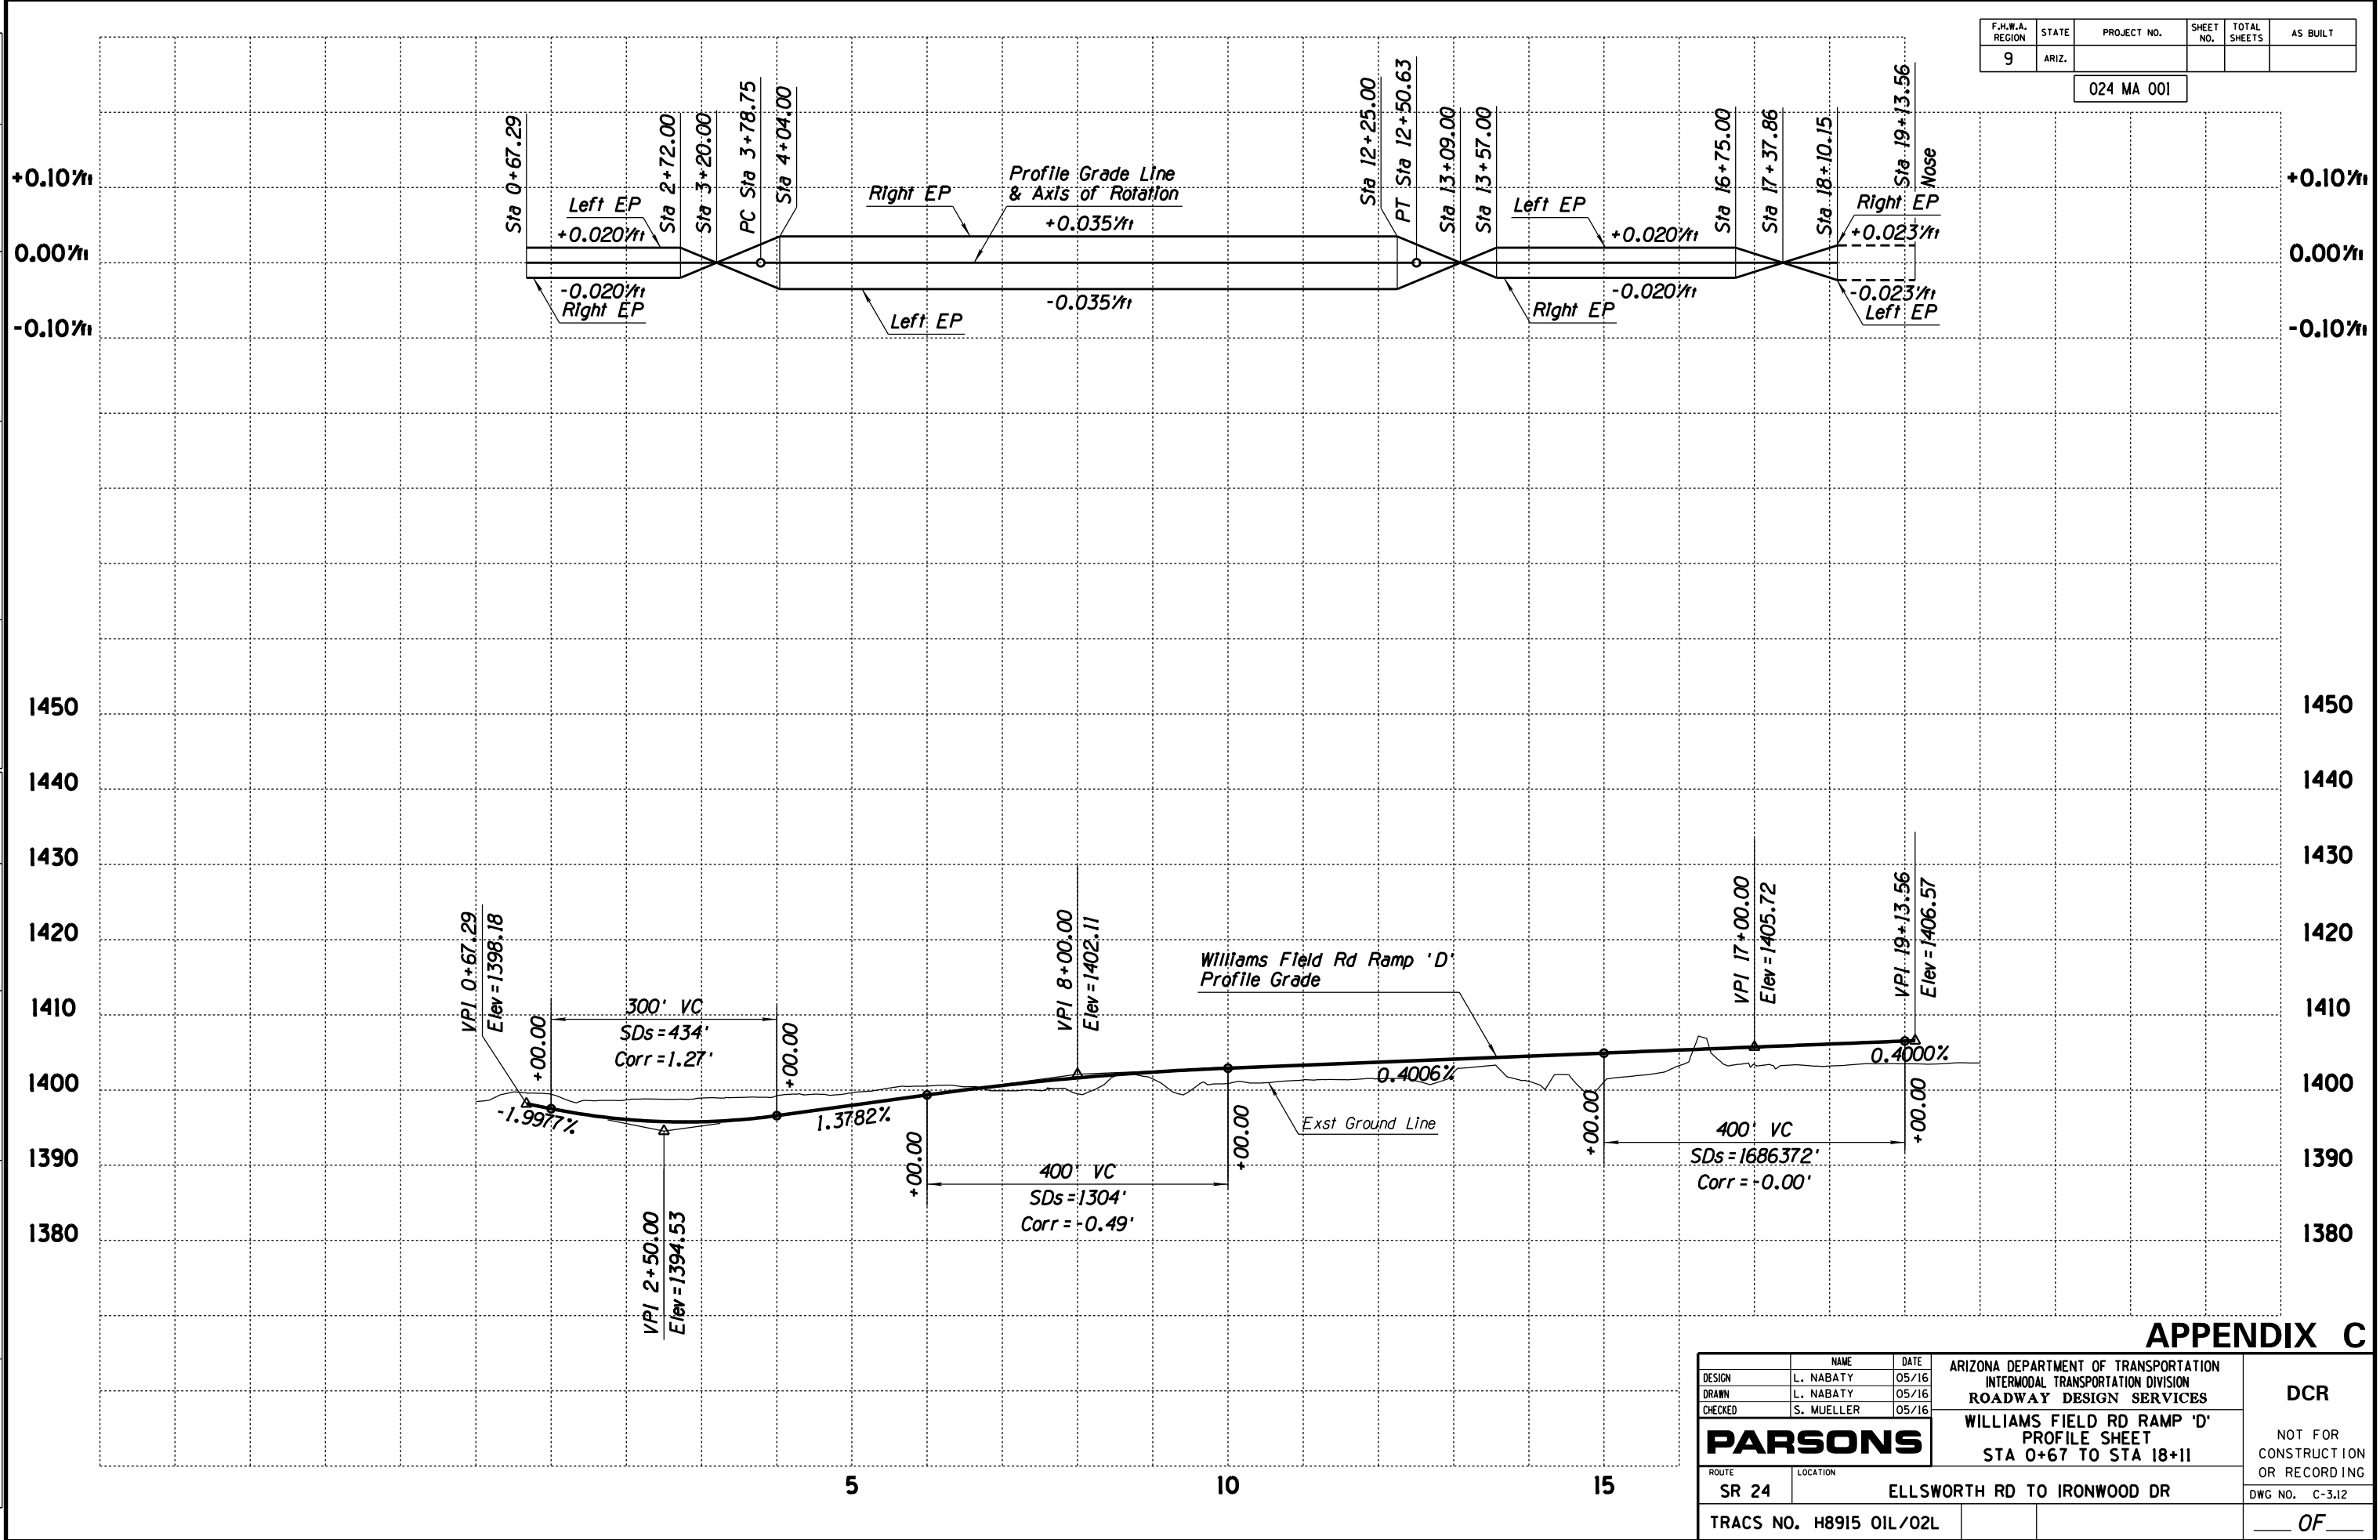 F.H.W.A. REGION
STATE
PROJECT NO.
SHEET NO.
TOTAL SHEETS
AS BUILT
9
ARIZ.
024 MA 001
+0.10'/ft
0.00'/ft
-0.10'/ft
+0.10'/ft
0.00'/ft
-0.10'/ft
Sta 0+67.29
Sta 2+72.00
Sta 3+20.00
PC Sta 3+78.75
Sta 4+04.00
Sta 12+25.00
PT Sta 12+50.63
Sta 13+09.00
Sta 13+57.00
Sta 16+75.00
Sta 17+37.86
Sta 18+10.15
Sta 19+13.56
Nose
Left EP
+0.020'/ft
-0.020'/ft
Right EP
Right EP
Profile Grade Line
& Axis of Rotation
+0.035'/ft
-0.035'/ft
Left EP
Left EP
+0.020'/ft
-0.020'/ft
Right EP
Right EP
+0.023'/ft
-0.023'/ft
Left EP
1450
1440
1430
1420
1410
1400
1390
1380
1450
1440
1430
1420
1410
1400
1390
1380
VPI 0+67.29
Elev=1398.18
+00.00
300' VC
SDs=434'
Corr=1.27'
+00.00
-1.9977%
VPI 2+50.00
Elev=1394.53
1.3782%
VPI 8+00.00
Elev=1402.11
+00.00
400' VC
SDs=1304'
Corr=-0.49'
+00.00
Williams Field Rd Ramp 'D'
Profile Grade
0.4006%
Exst Ground Line
VPI 17+00.00
Elev=1405.72
+00.00
400' VC
SDs=1686372'
Corr=-0.00'
+00.00
VPI 19+13.56
Elev=1406.57
0.4000%
5
10
15
APPENDIX C
NAME DATE
DESIGN L. NABATY 05/16
DRAWN L. NABATY 05/16
CHECKED S. MUELLER 05/16
PARSONS
ARIZONA DEPARTMENT OF TRANSPORTATION
INTERMODAL TRANSPORTATION DIVISION
ROADWAY DESIGN SERVICES
WILLIAMS FIELD RD RAMP 'D'
PROFILE SHEET
STA 0+67 TO STA 18+11
DCR
NOT FOR
CONSTRUCTION
OR RECORDING
ROUTE
SR 24
LOCATION
ELLSWORTH RD TO IRONWOOD DR
DWG NO. C-3.12
TRACS NO. H8915 01L/02L
____ OF ____